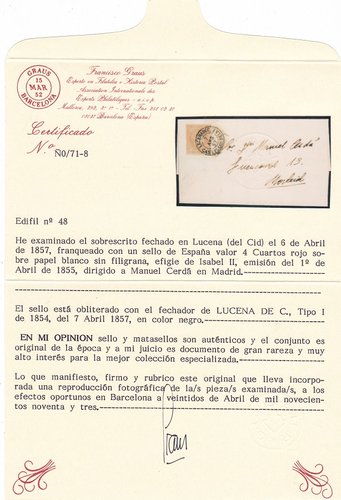 GRAUS
15
MAR
52
BARCELONA
Francisco Graus
Experto en Filatelia e Historia Postal
Association Internationale des
Experts Philatéliques - a.i.e.p.
Barcelona (España)
Certificado
Nº Ñ0/71-8
Manuel Cerdá
13.
Madrid
Edifil nº 48
He examinado el sobrescrito fechado en Lucena (del Cid) el 6 de Abril
de 1857, franqueado con un sello de España valor 4 Cuartos rojo
sobre papel blanco sin filigrana, efigie de Isabel II, emisión del 1º
de Abril de 1855, dirigido a Manuel Cerdá en Madrid.
El sello está obliterado con el fechador de LUCENA DE C., Tipo I
de 1854, del 7 Abril 1857, en color negro.
EN MI OPINION sello y matasellos son auténticos y el conjunto es
original de la época y a mi juicio es documento de gran rareza y muy
alto interés para la mejor colección especializada.
Lo que manifiesto, firmo y rubrico este original que lleva incorpo-
rada una reproducción fotográfica de la/s pieza/s examinada/s, a los
efectos oportunos en Barcelona a veintidos de Abril de mil novecien-
tos noventa y tres.